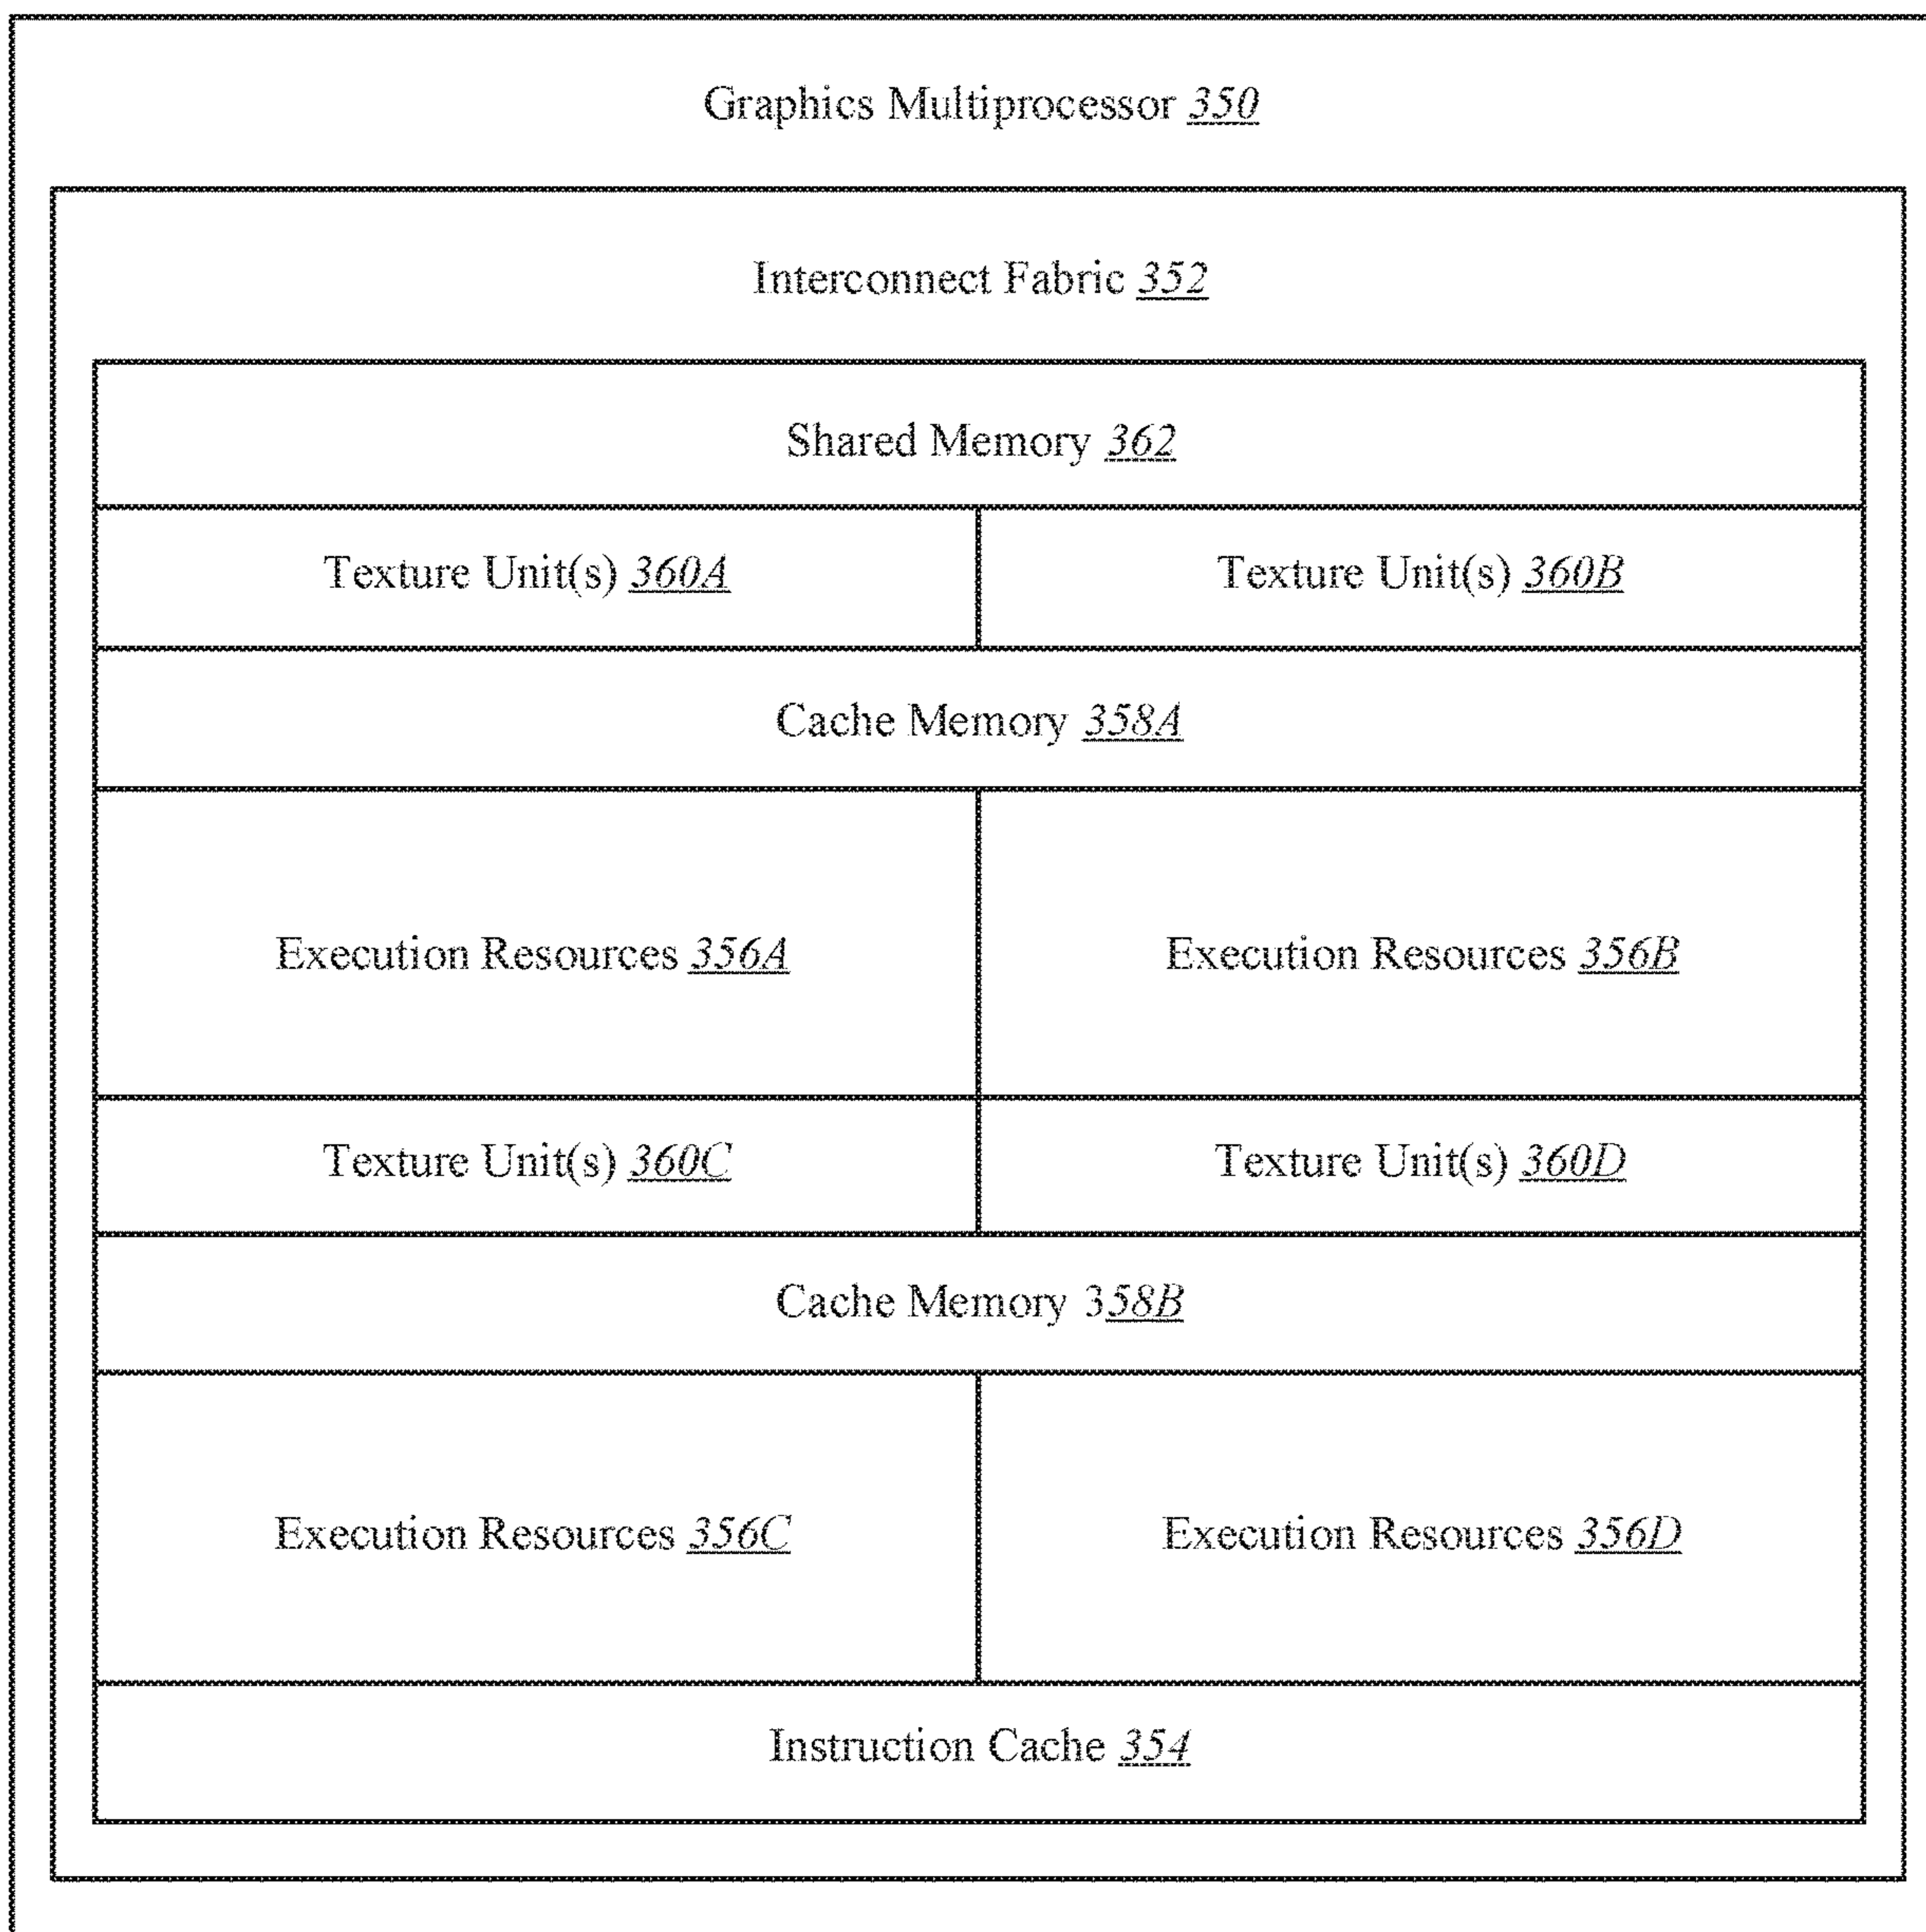 Graphics Multiprocessor 350
Interconnect Fabric 352
Shared Memory 362
Texture Unit(s) 360A
Texture Unit(s) 360B
Cache Memory 358A
Execution Resources 356A
Execution Resources 356B
Texture Unit(s) 360C
Texture Unit(s) 360D
Cache Memory 358B
Execution Resources 356C
Execution Resources 356D
Instruction Cache 354